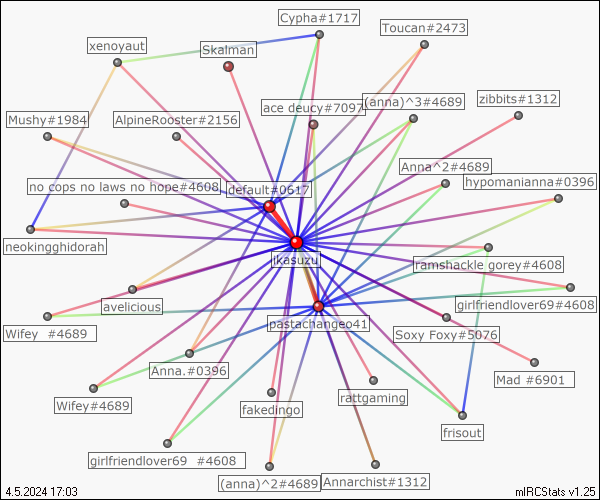 Cypha#1717
Toucan#2473
xenoyaut
Skalman
ace deucy#7097
(anna)^3#4689
zibbits#1312
Mushy#1984
AlpineRooster#2156
Anna^2#4689
no cops no laws no hope#4608
default#0617
hypomanianna#0396
neokingghidorah
ikasuzu
ramshackle gorey#4608
avelicious
girlfriendlover69#4608
Wifey #4689
pastachangeo41
Soxy Foxy#5076
Anna.#0396
Mad #6901
Wifey#4689
fakedingo
rattgaming
frisout
girlfriendlover69 #4608
(anna)^2#4689
Annarchist#1312
4.5.2024 17:03
mIRCStats v1.25